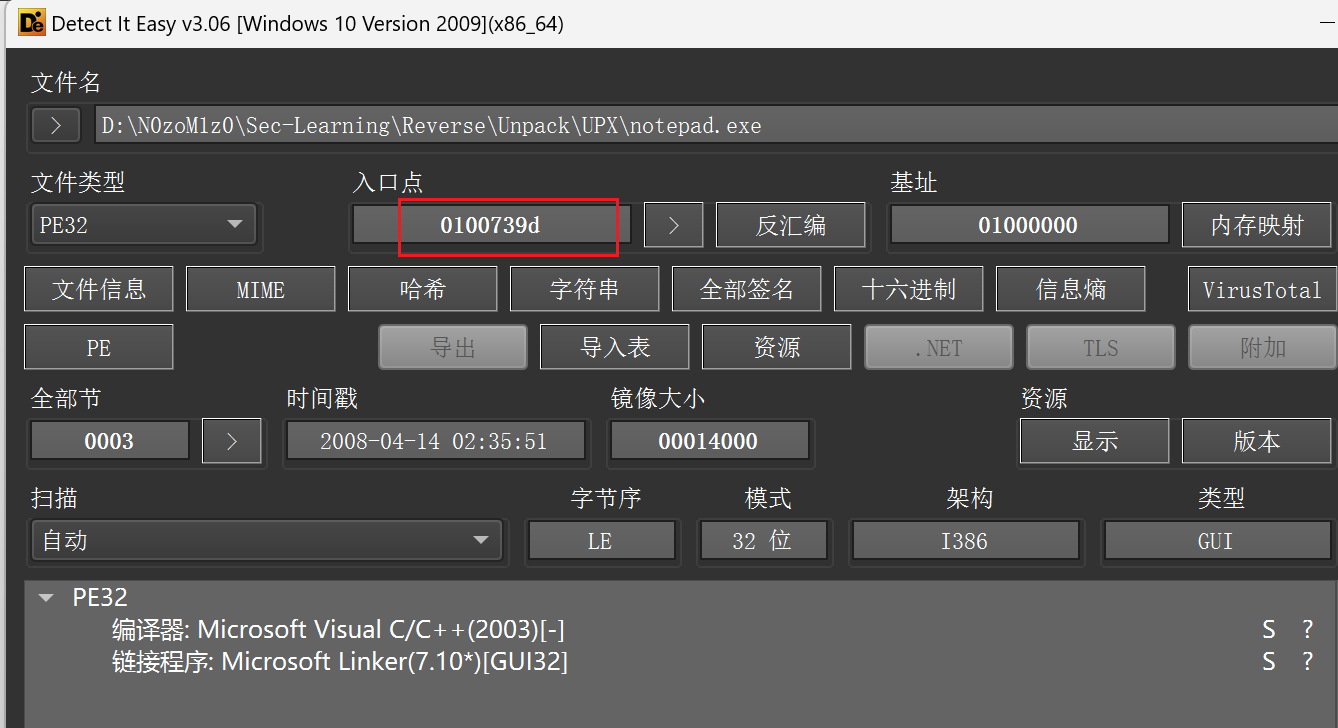 Detect It Easy v3.06 [Windows 10 Version 2009](x86_64)
文件名
> D:\N0zoM1z0\Sec-Learning\Reverse\Unpack\UPX\notepad.exe
文件类型 入口点 基址
PE32 0100739d > 反汇编 01000000 内存映射
文件信息 MIME 哈希 字符串 全部签名 十六进制 信息熵 VirusTotal
PE 导出 导入表 资源 .NET TLS 附加
全部节 时间戳 镜像大小 资源
0003 > 2008-04-14 02:35:51 00014000 显示 版本
扫描 字节序 模式 架构 类型
自动 LE 32 位 I386 GUI
PE32
编译器: Microsoft Visual C/C++(2003)[-] S ?
链接程序: Microsoft Linker(7.10*)[GUI32] S ?